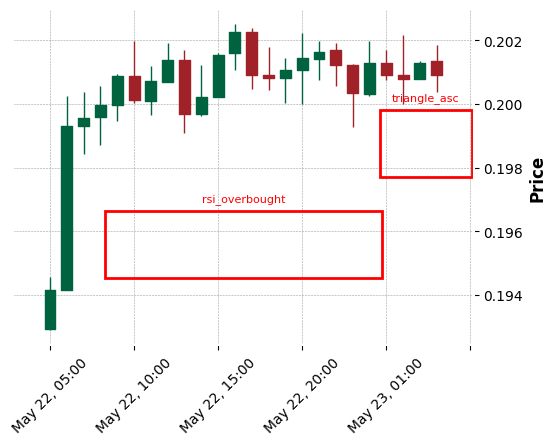 0.202
triangle_asc
0.200
0.198
Price
rsi_overbought
0.196
0.194
May 22, 05:00
May 22, 10:00
May 22, 15:00
May 22, 20:00
May 23, 01:00